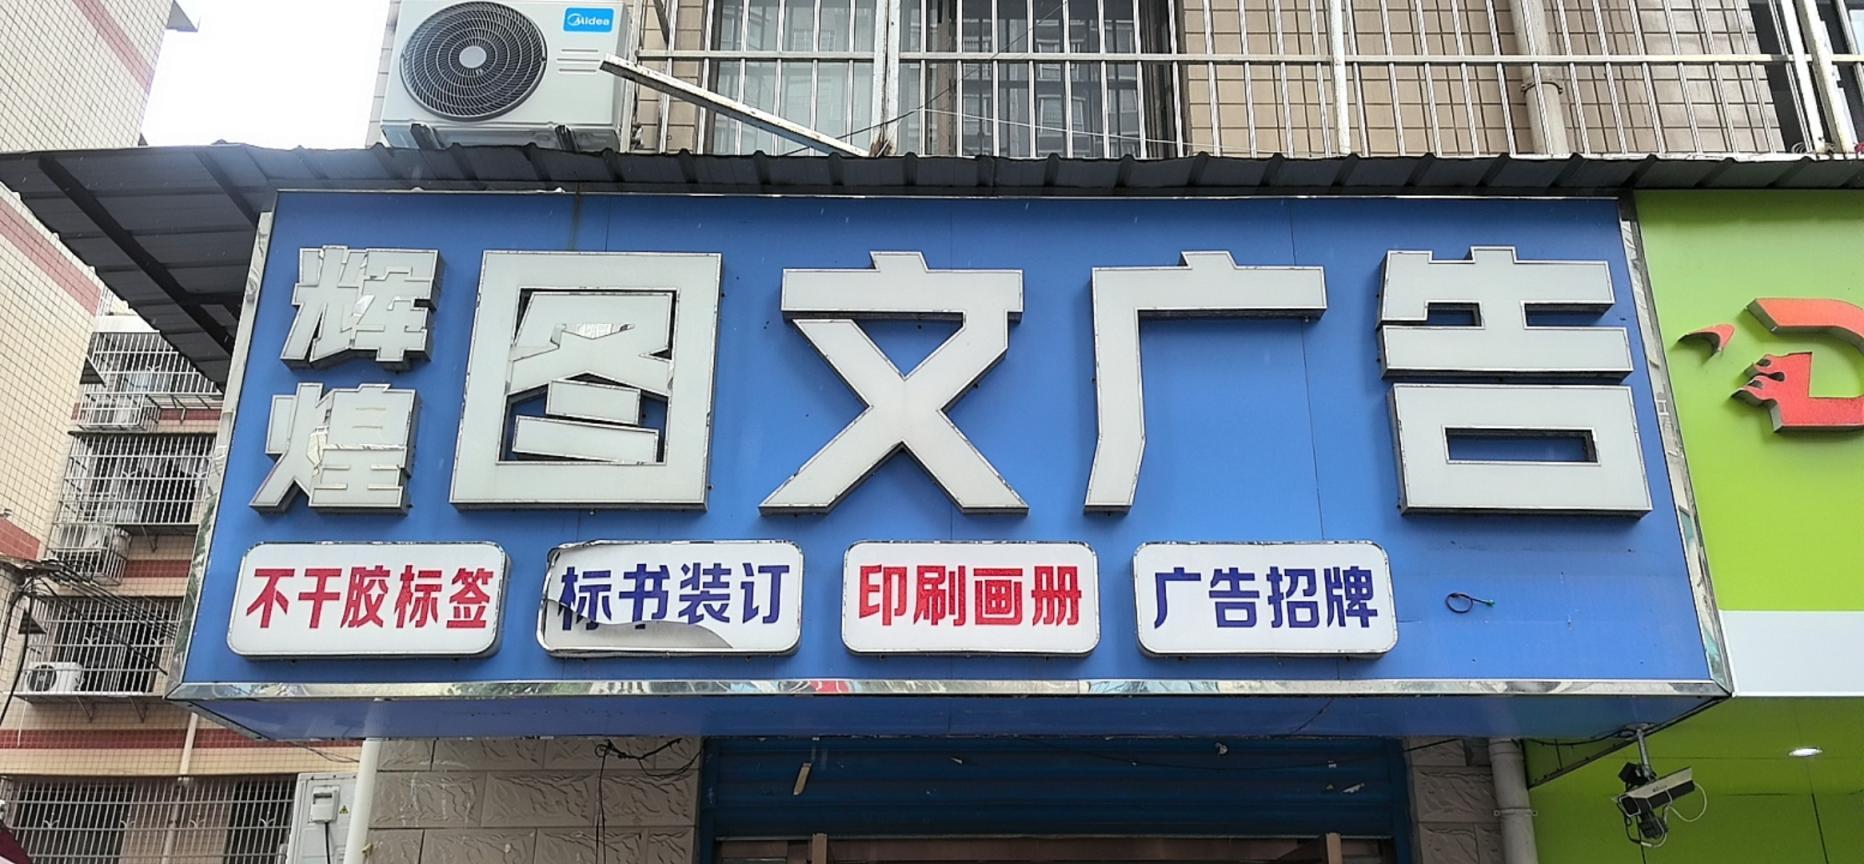 Midea
辉煌
图文广告
不干胶标签
标书装订
印刷画册
广告招牌